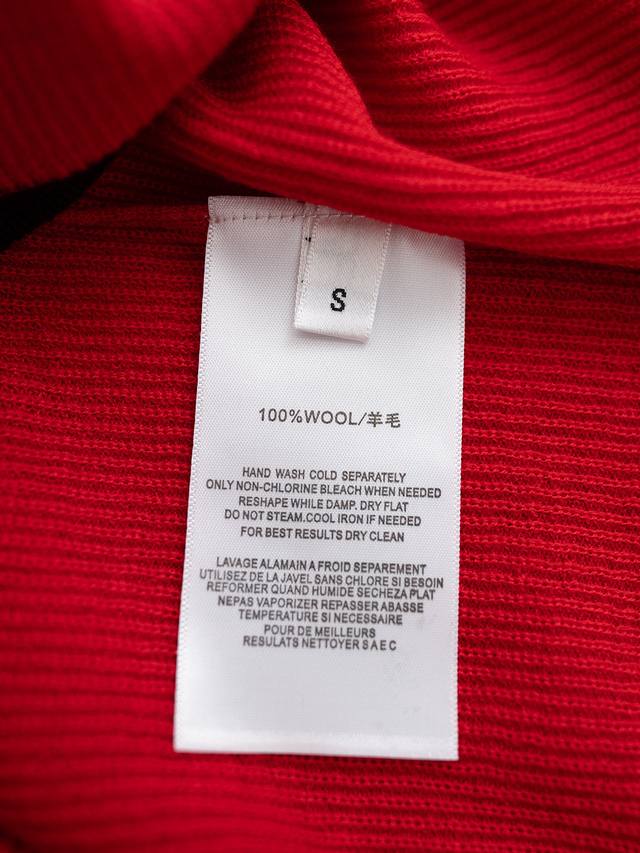 S
100%WOOL/羊毛
HAND WASH COLD SEPARATELY
ONLY NON-CHLORINE BLEACH WHEN NEEDED
RESHAPE WHILE DAMP. DRY FLAT
DO NOT STEAM.COOL IRON IF NEEDED
FOR BEST RESULTS DRY CLEAN
LAVAGE ALAMAIN A FROID SEPAREMENT
UTILISEZ DE LA JAVEL SANS CHLORE SI BESOIN
REFORMER QUAND HUMIDE SECHEZA PLAT
NEPAS VAPORIZER REPASSER ABASSE
TEMPERATURE SI NECESSAIRE
POUR DE MEILLEURS
RESULATS NETTOYER S A E C